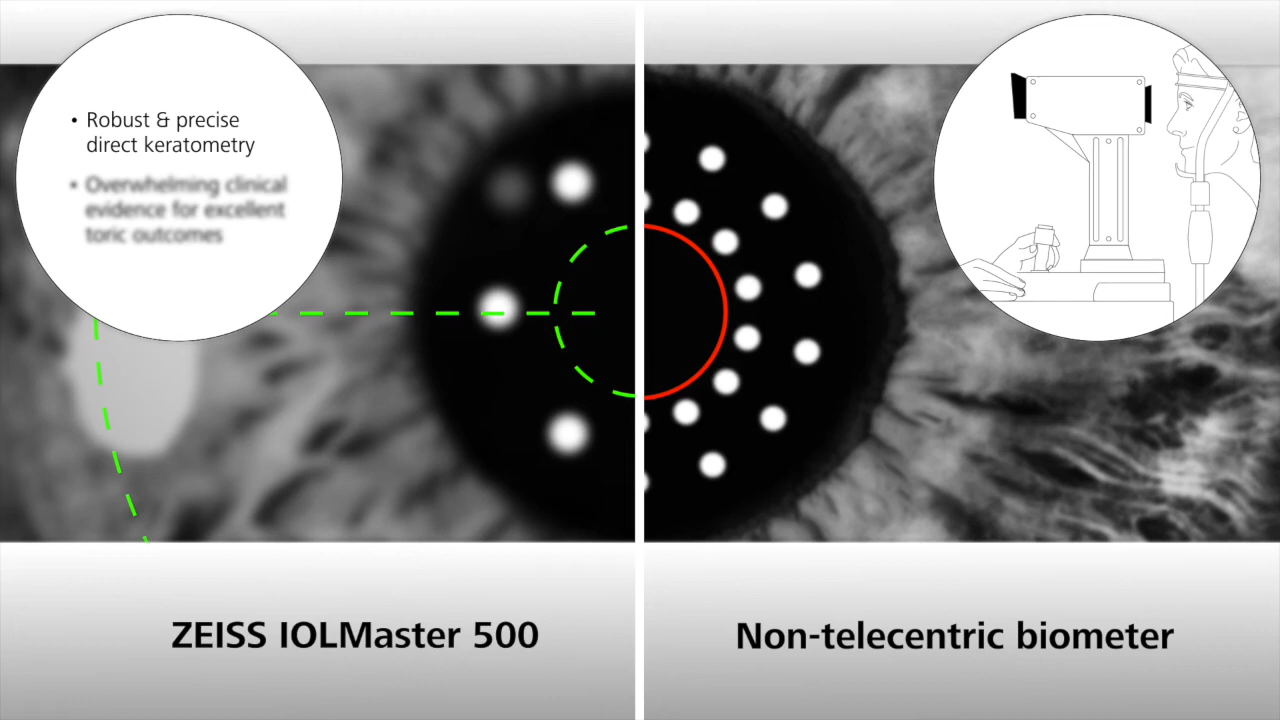 • Robust & precise
direct keratometry
• Overwhelming clinical
evidence for excellent
toric outcomes
ZEISS IOLMaster 500
Non-telecentric biometer